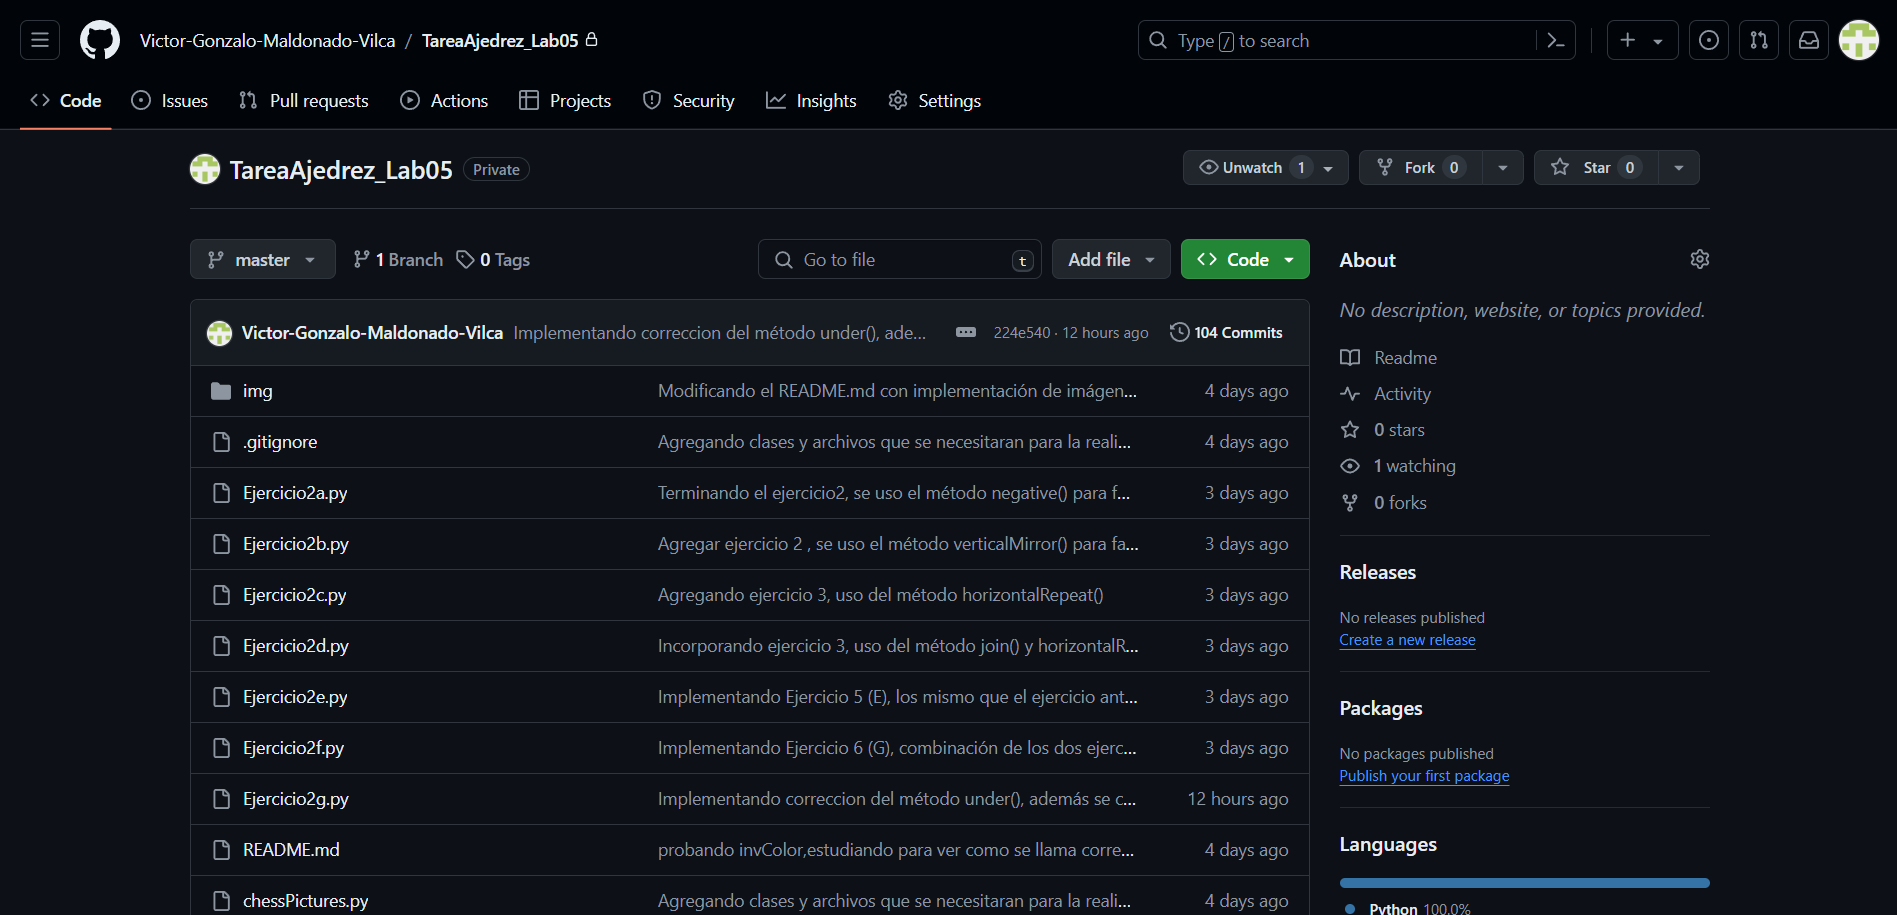 Victor-Gonzalo-Maldonado-Vilca / TareaAjedrez_Lab05
Type / to search
Code Issues Pull requests Actions Projects Security Insights Settings
TareaAjedrez_Lab05 Private
Unwatch 1 Fork 0 Star 0
master 1 Branch 0 Tags
Go to file t Add file Code
Victor-Gonzalo-Maldonado-Vilca Implementando correccion del método under(), ade... 224e540 · 12 hours ago 104 Commits
img Modificando el README.md con implementación de imágen... 4 days ago
.gitignore Agregando clases y archivos que se necesitaran para la reali... 4 days ago
Ejercicio2a.py Terminando el ejercicio2, se uso el método negative() para f... 3 days ago
Ejercicio2b.py Agregar ejercicio 2 , se uso el método verticalMirror() para fa... 3 days ago
Ejercicio2c.py Agregando ejercicio 3, uso del método horizontalRepeat() 3 days ago
Ejercicio2d.py Incorporando ejercicio 3, uso del método join() y horizontalR... 3 days ago
Ejercicio2e.py Implementando Ejercicio 5 (E), los mismo que el ejercicio ant... 3 days ago
Ejercicio2f.py Implementando Ejercicio 6 (G), combinación de los dos ejerc... 3 days ago
Ejercicio2g.py Implementando correccion del método under(), además se c... 12 hours ago
README.md probando invColor,estudiando para ver como se llama corre... 4 days ago
chessPictures.py Agregando clases y archivos que se necesitaran para la reali... 4 days ago
About
No description, website, or topics provided.
Readme
Activity
0 stars
1 watching
0 forks
Releases
No releases published
Create a new release
Packages
No packages published
Publish your first package
Languages
Python 100.0%